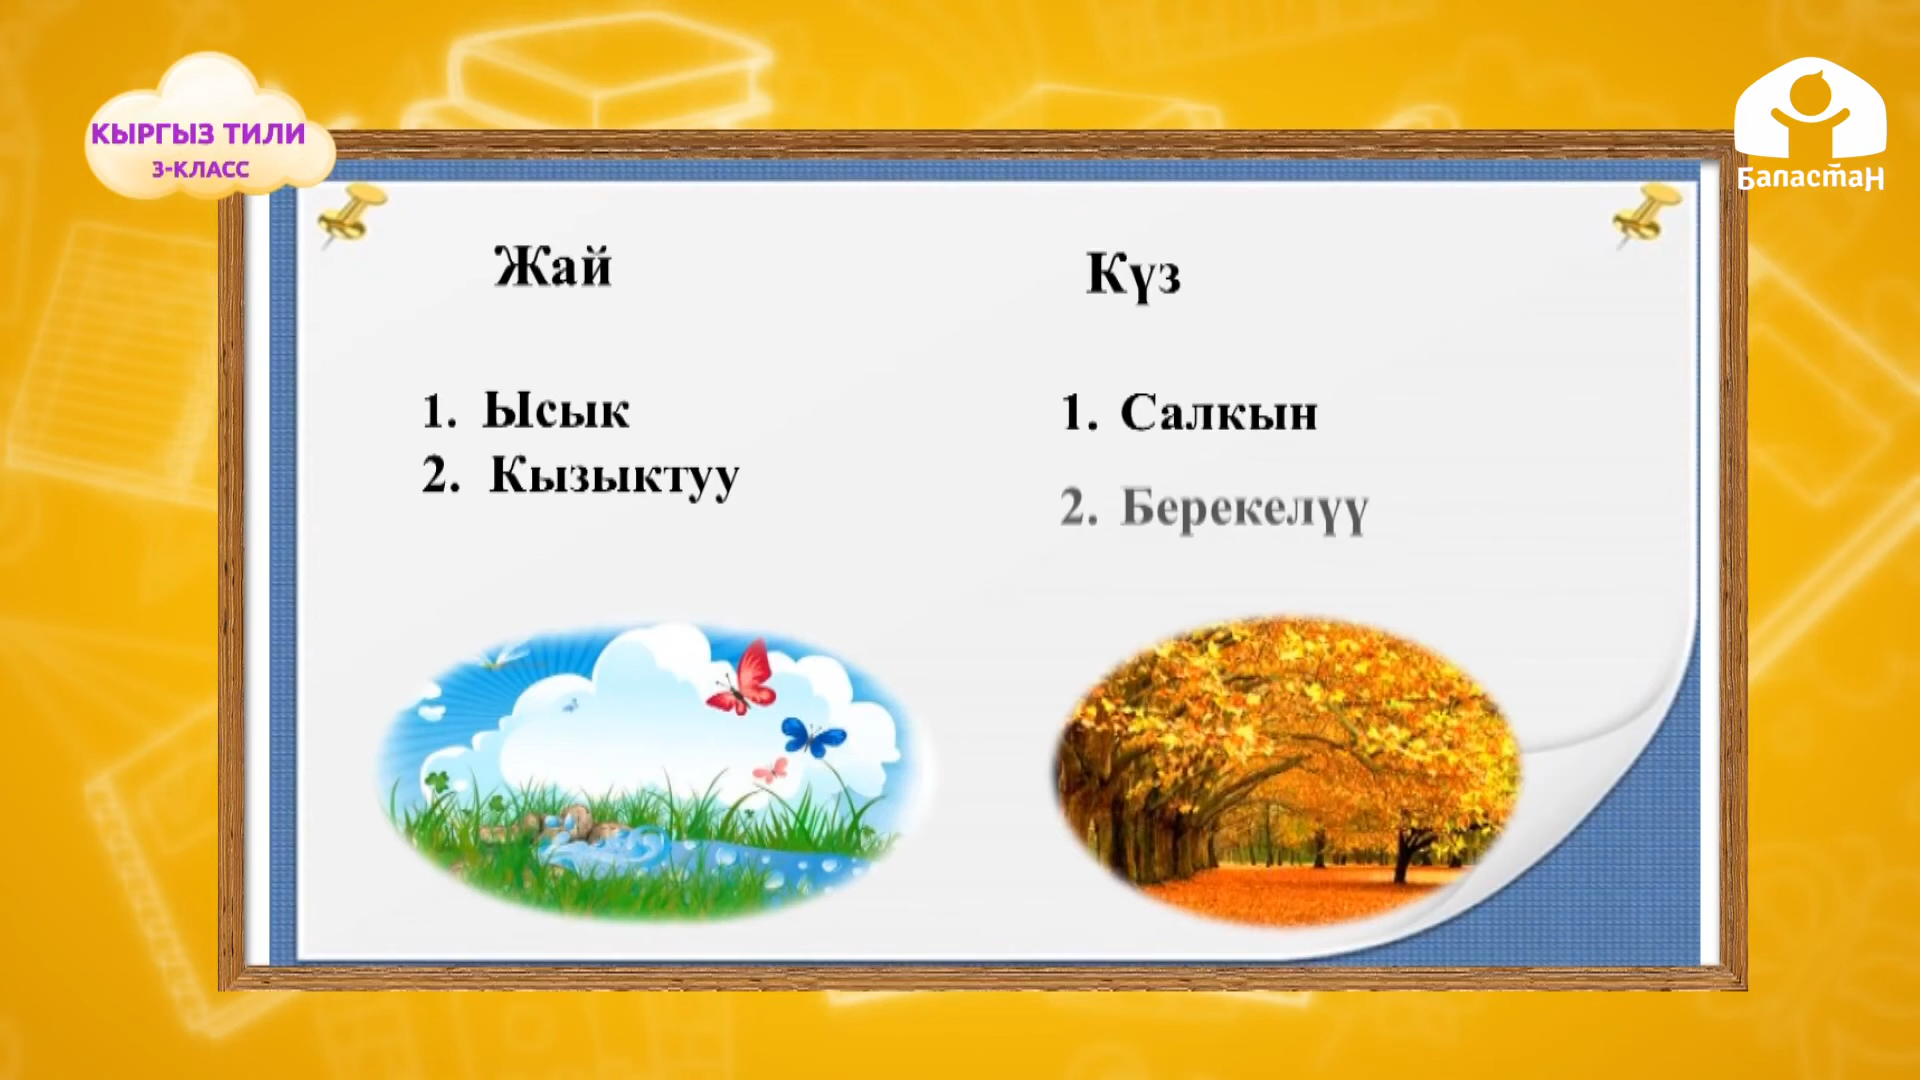 КЫРГЫЗ ТИЛИ
3-КЛАСС
Баластан
Жай
1. Ысык
2. Кызыктуу
Күз
1. Салкын
2. Берекелүү